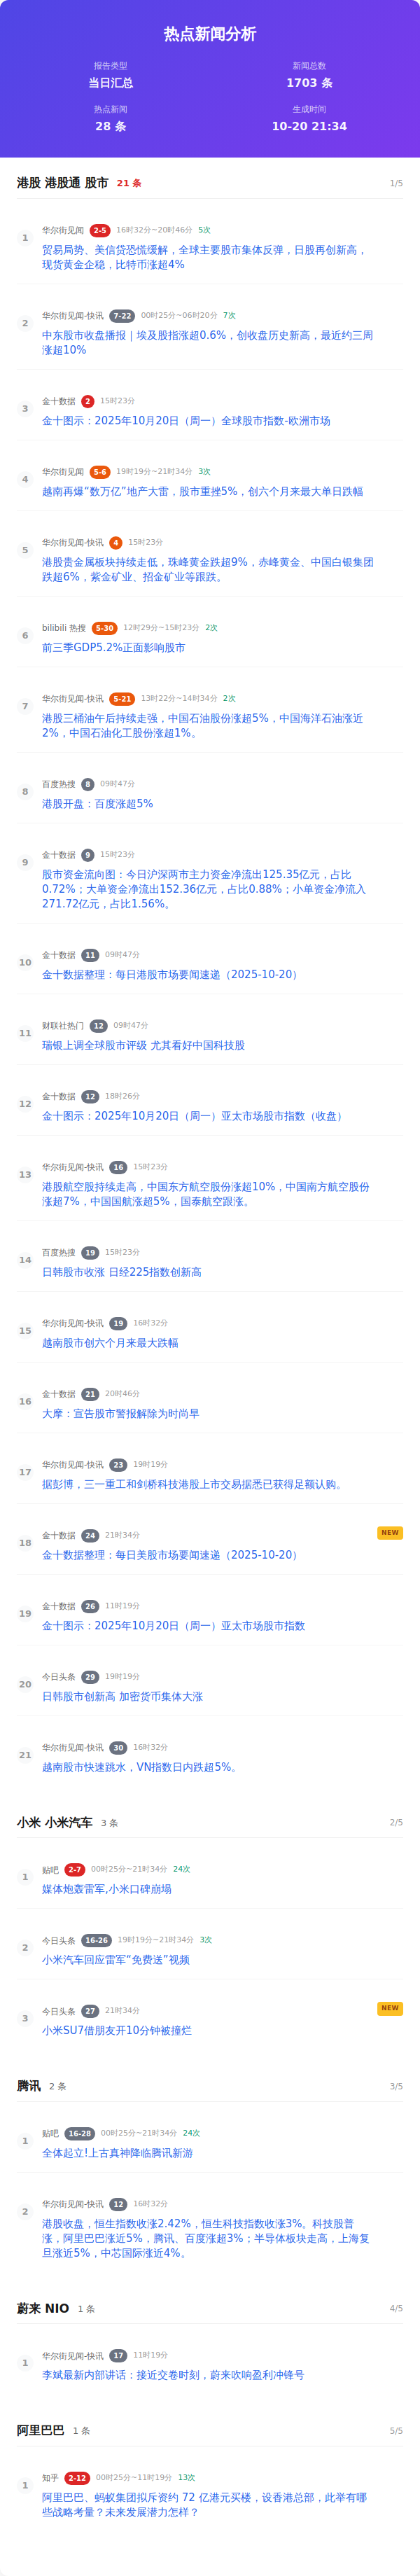 热点新闻分析
报告类型
新闻总数
当日汇总
1703 条
热点新闻
生成时间
28 条
10-20 21:34
港股 港股通 股市 21 条 1/5
1
华尔街见闻 2-5 16时32分~20时46分 5次
贸易局势、美信贷恐慌缓解，全球主要股市集体反弹，日股再创新高，
现货黄金企稳，比特币涨超4%
2
华尔街见闻-快讯 7-22 00时25分~06时20分 7次
中东股市收盘播报｜埃及股指涨超0.6%，创收盘历史新高，最近约三周
涨超10%
3
金十数据 2 15时23分
金十图示：2025年10月20日（周一）全球股市指数-欧洲市场
4
华尔街见闻 5-6 19时19分~21时34分 3次
越南再爆“数万亿”地产大雷，股市重挫5%，创六个月来最大单日跌幅
5
华尔街见闻-快讯 4 15时23分
港股贵金属板块持续走低，珠峰黄金跌超9%，赤峰黄金、中国白银集团
跌超6%，紫金矿业、招金矿业等跟跌。
6
bilibili 热搜 5-30 12时29分~15时23分 2次
前三季GDP5.2%正面影响股市
7
华尔街见闻-快讯 5-21 13时22分~14时34分 2次
港股三桶油午后持续走强，中国石油股份涨超5%，中国海洋石油涨近
2%，中国石油化工股份涨超1%。
8
百度热搜 8 09时47分
港股开盘：百度涨超5%
9
金十数据 9 15时23分
股市资金流向图：今日沪深两市主力资金净流出125.35亿元，占比
0.72%；大单资金净流出152.36亿元，占比0.88%；小单资金净流入
271.72亿元，占比1.56%。
10
金十数据 11 09时47分
金十数据整理：每日港股市场要闻速递（2025-10-20）
11
财联社热门 12 09时47分
瑞银上调全球股市评级 尤其看好中国科技股
12
金十数据 12 18时26分
金十图示：2025年10月20日（周一）亚太市场股市指数（收盘）
13
华尔街见闻-快讯 16 15时23分
港股航空股持续走高，中国东方航空股份涨超10%，中国南方航空股份
涨超7%，中国国航涨超5%，国泰航空跟涨。
14
百度热搜 19 15时23分
日韩股市收涨 日经225指数创新高
15
华尔街见闻-快讯 19 16时32分
越南股市创六个月来最大跌幅
16
金十数据 21 20时46分
大摩：宣告股市警报解除为时尚早
17
华尔街见闻-快讯 23 19时19分
据彭博，三一重工和剑桥科技港股上市交易据悉已获得足额认购。
18
金十数据 24 21时34分 NEW
金十数据整理：每日美股市场要闻速递（2025-10-20）
19
金十数据 26 11时19分
金十图示：2025年10月20日（周一）亚太市场股市指数
20
今日头条 29 19时19分
日韩股市创新高 加密货币集体大涨
21
华尔街见闻-快讯 30 16时32分
越南股市快速跳水，VN指数日内跌超5%。
小米 小米汽车 3 条 2/5
1
贴吧 2-7 00时25分~21时34分 24次
媒体炮轰雷军,小米口碑崩塌
2
今日头条 16-26 19时19分~21时34分 3次
小米汽车回应雷军“免费送”视频
3
今日头条 27 21时34分 NEW
小米SU7借朋友开10分钟被撞烂
腾讯 2 条 3/5
1
贴吧 16-28 00时25分~21时34分 24次
全体起立!上古真神降临腾讯新游
2
华尔街见闻-快讯 12 16时32分
港股收盘，恒生指数收涨2.42%，恒生科技指数收涨3%。科技股普
涨，阿里巴巴涨近5%，腾讯、百度涨超3%；半导体板块走高，上海复
旦涨近5%，中芯国际涨近4%。
蔚来 NIO 1 条 4/5
1
华尔街见闻-快讯 17 11时19分
李斌最新内部讲话：接近交卷时刻，蔚来吹响盈利冲锋号
阿里巴巴 1 条 5/5
1
知乎 2-12 00时25分~11时19分 13次
阿里巴巴、蚂蚁集团拟斥资约 72 亿港元买楼，设香港总部，此举有哪
些战略考量？未来发展潜力怎样？